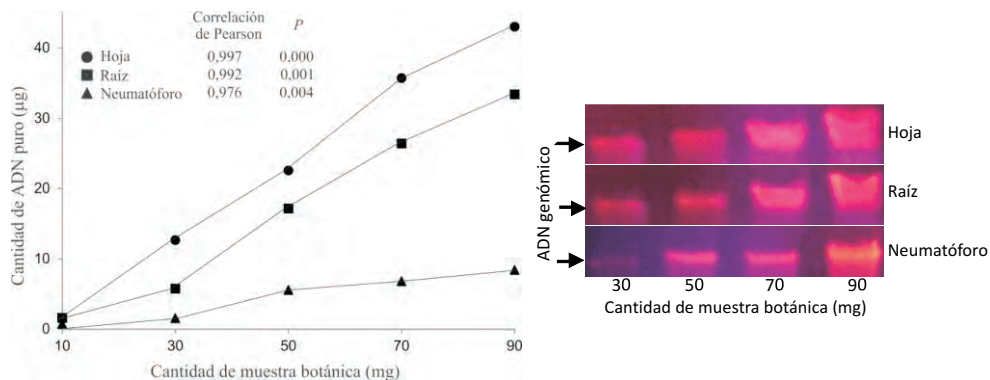 Correlación
de Pearson
P
Hoja 0,997 0,000
Raíz 0,992 0,001
Neumatóforo 0,976 0,004
Cantidad de ADN puro (µg)
40
30
20
10
0
10 30 50 70 90
Cantidad de muestra botánica (mg)
ADN genómico
Hoja
Raíz
Neumatóforo
30 50 70 90
Cantidad de muestra botánica (mg)